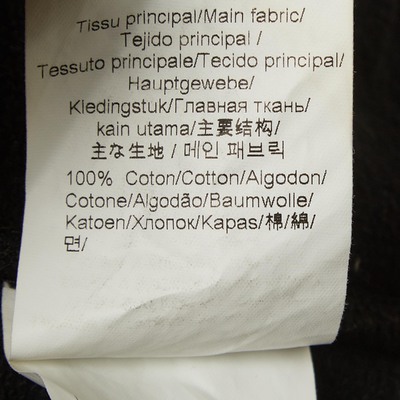 Tissu principal/Main fabric/
Tejido principal /
Tessuto principale/Tecido principal/
Hauptgewebe/
Kledingstuk/Главная ткань/
kain utama/主要结构/
主な生地 / 메인 패브릭
100% Coton/Cotton/Algodon/
Cotone/Algodão/Baumwolle/
Katoen/Хлопок/Kapas/棉/綿/
면/